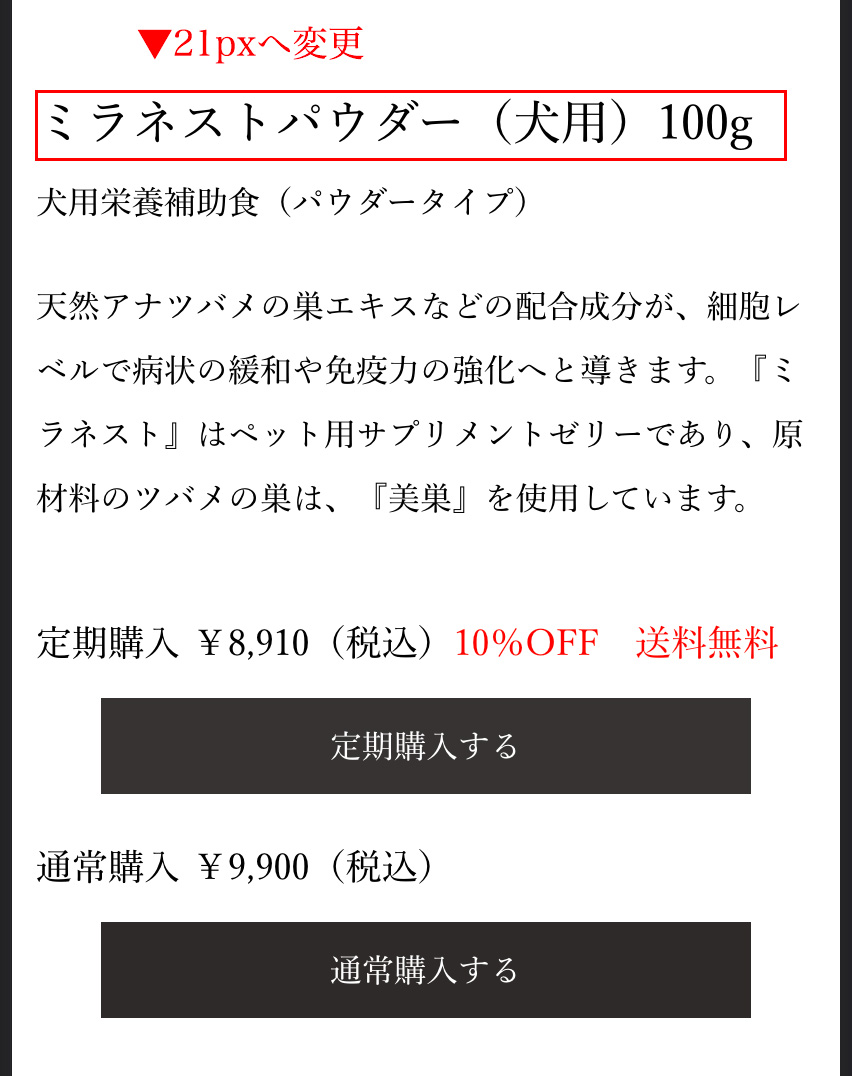 ▼21pxへ変更
ミラネストパウダー（犬用）100g
犬用栄養補助食（パウダータイプ）
天然アナツバメの巣エキスなどの配合成分が、細胞レ
ベルで病状の緩和や免疫力の強化へと導きます。『ミ
ラネスト』はペット用サプリメントゼリーであり、原
材料のツバメの巣は、『美巣』を使用しています。
定期購入 ￥8,910（税込）10%OFF　送料無料
定期購入する
通常購入 ￥9,900（税込）
通常購入する